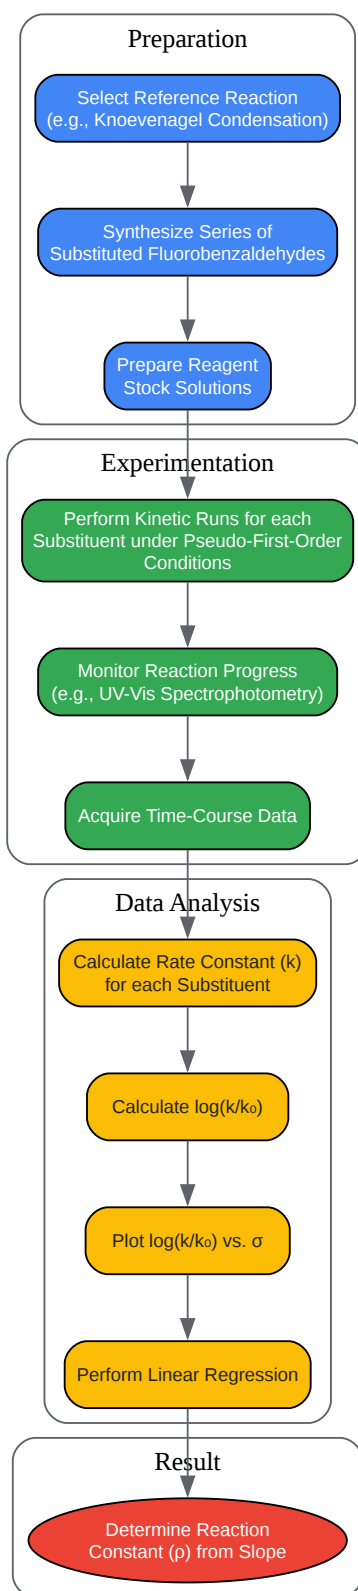 Preparation
Select Reference Reaction
(e.g., Knoevenagel Condensation)
Synthesize Series of
Substituted Fluorobenzaldehydes
Prepare Reagent
Stock Solutions
Experimentation
Perform Kinetic Runs for each
Substituent under Pseudo-First-Order
Conditions
Monitor Reaction Progress
(e.g., UV-Vis Spectrophotometry)
Acquire Time-Course Data
Data Analysis
Calculate Rate Constant (k)
for each Substituent
Calculate log(k/k₀)
Plot log(k/k₀) vs. σ
Perform Linear Regression
Result
Determine Reaction
Constant (ρ) from Slope